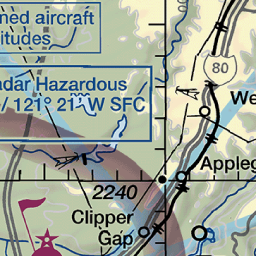 ned aircraft
itudes
adar Hazardous
/ 121° 21' W SFC
80
We
Appleg
2240
Clipper
Gap